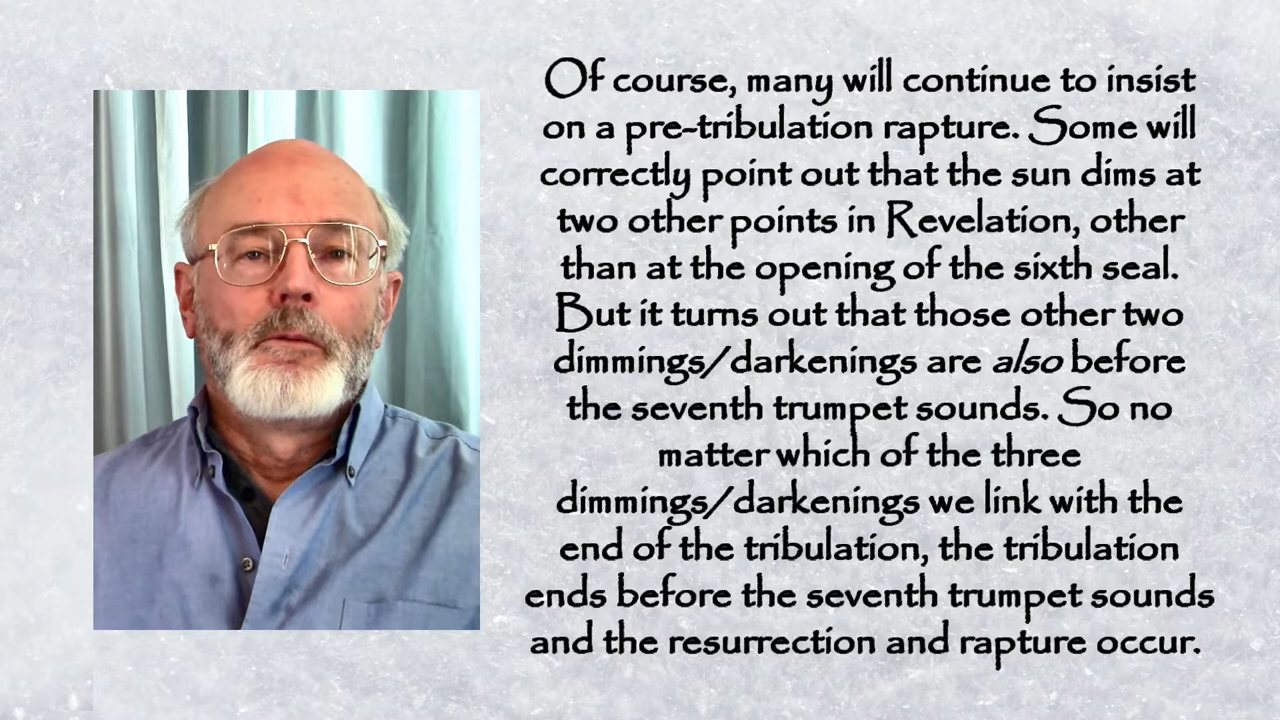 Of course, many will continue to insist
on a pre-tribulation rapture. Some will
correctly point out that the sun dims at
two other points in Revelation, other
than at the opening of the sixth seal.
But it turns out that those other two
dimmings/darkenings are also before
the seventh trumpet sounds. So no
matter which of the three
dimmings/darkenings we link with the
end of the tribulation, the tribulation
ends before the seventh trumpet sounds
and the resurrection and rapture occur.